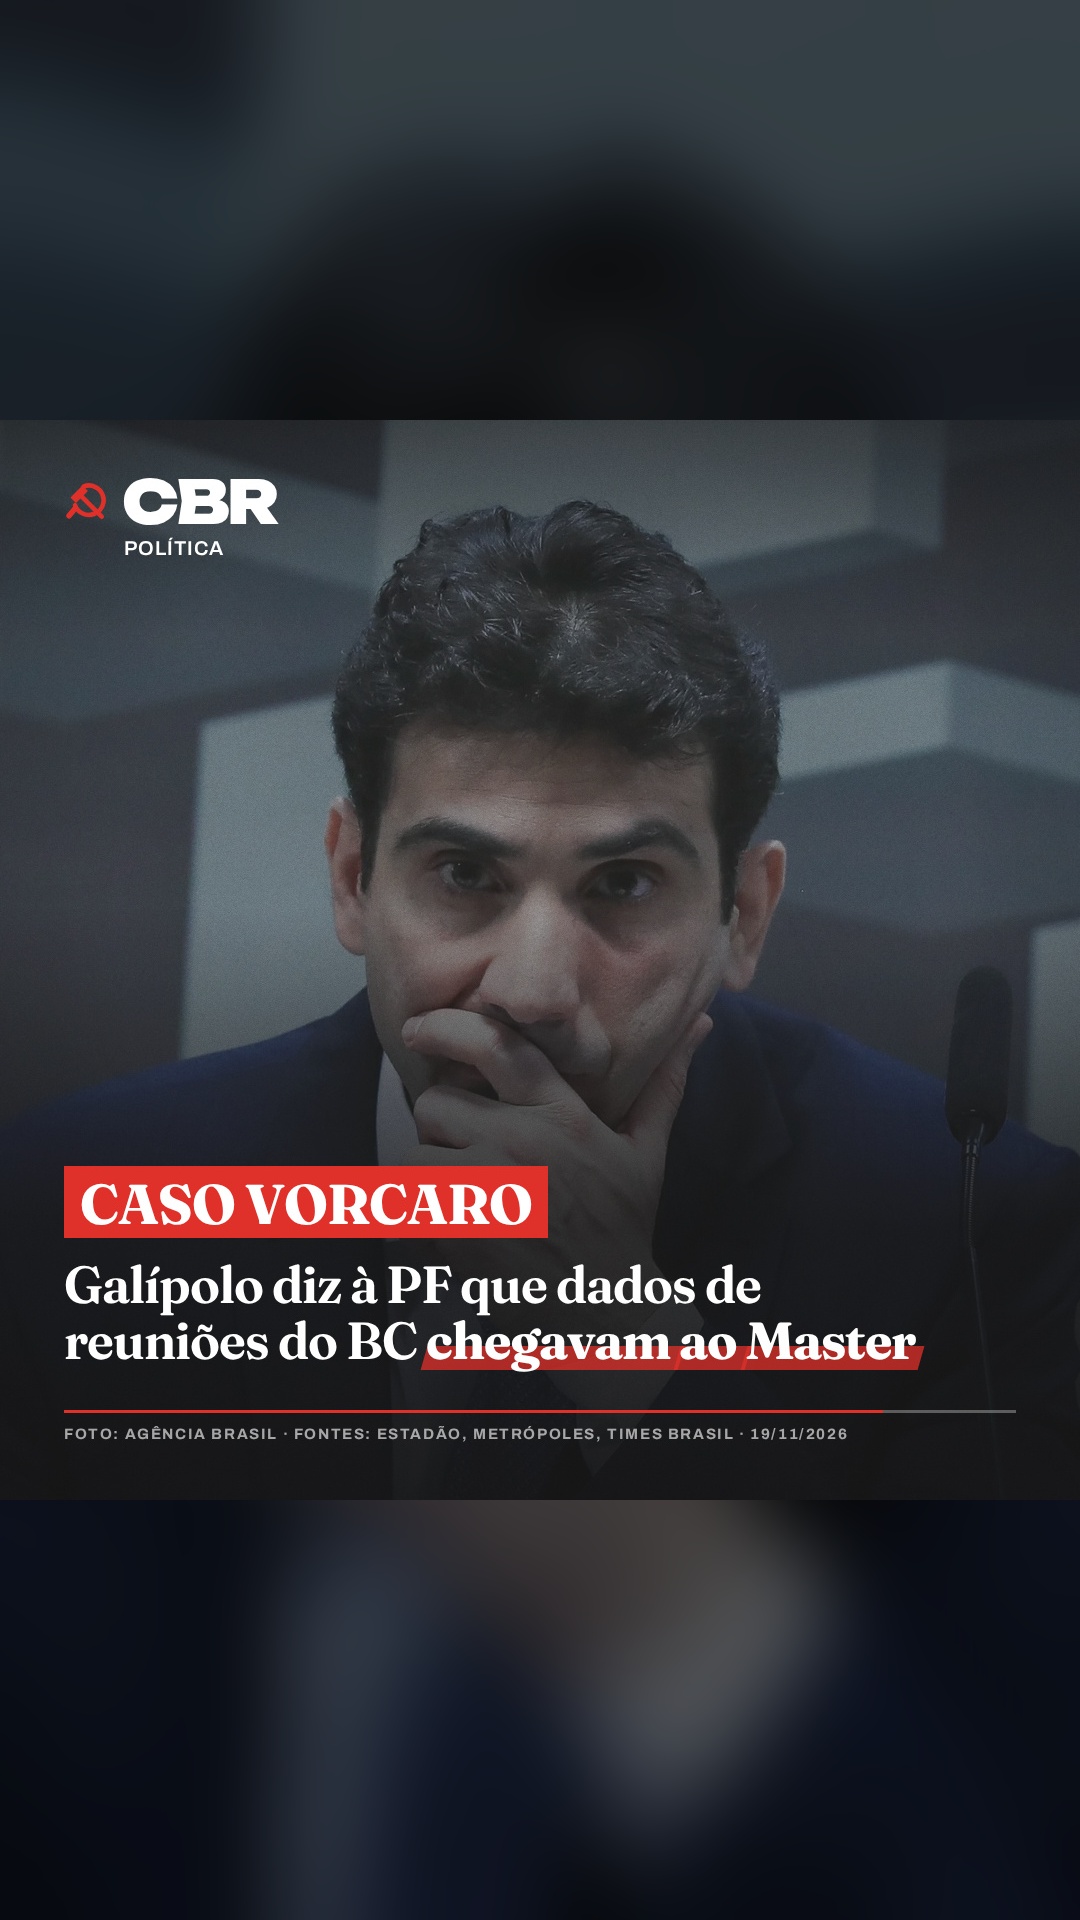 CBR
POLÍTICA
CASO VORCARO
Galípolo diz à PF que dados de
reuniões do BC chegavam ao Master
FOTO: AGÊNCIA BRASIL · FONTES: ESTADÃO, METRÓPOLES, TIMES BRASIL · 19/11/2026